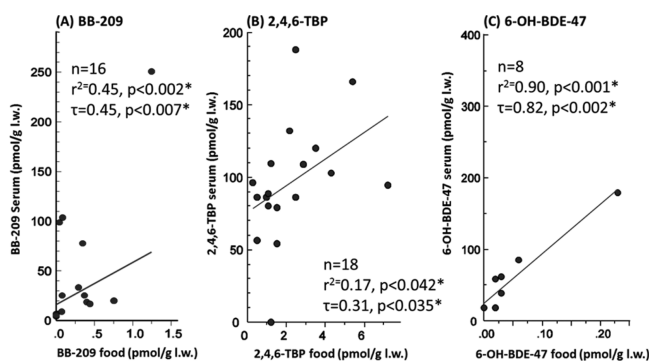 (A) BB-209
n=16
r²=0.45, p<0.002*
τ=0.45, p<0.007*
BB-209 Serum (pmol/g l.w.)
250
200
150
100
50
0
.0 0.5 1.0 1.5
BB-209 food (pmol/g l.w.)
(B) 2,4,6-TBP
n=18
r²=0.17, p<0.042*
τ=0.31, p<0.035*
2,4,6-TBP serum (pmol/g l.w.)
200
150
100
50
0
2 4 6
2,4,6-TBP food (pmol/g l.w.)
(C) 6-OH-BDE-47
n=8
r²=0.90, p<0.001*
τ=0.82, p<0.002*
6-OH-BDE-47 serum (pmol/g l.w.)
400
300
200
100
0
.00 .10 .20
6-OH-BDE-47 food (pmol/g l.w.)